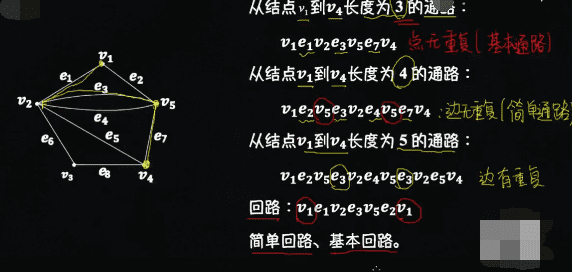 从结点v₁到v₄长度为3的通路：
v₁e₁v₂e₃v₅e₇v₄ 点无重复(基本通路)
从结点v₁到v₄长度为4的通路：
v₁e₂v₅e₃v₂e₄v₅e₇v₄ :边无重复(简单通路)
从结点v₁到v₄长度为5的通路：
v₁e₂v₅e₃v₂e₄v₅e₃v₂e₅v₄ 边有重复
回路：v₁e₁v₂e₃v₅e₂v₁
简单回路、基本回路。
v₁
e₁ e₂
e₃
v₂ v₅
e₄
e₅
e₆ e₇
v₃ e₈ v₄